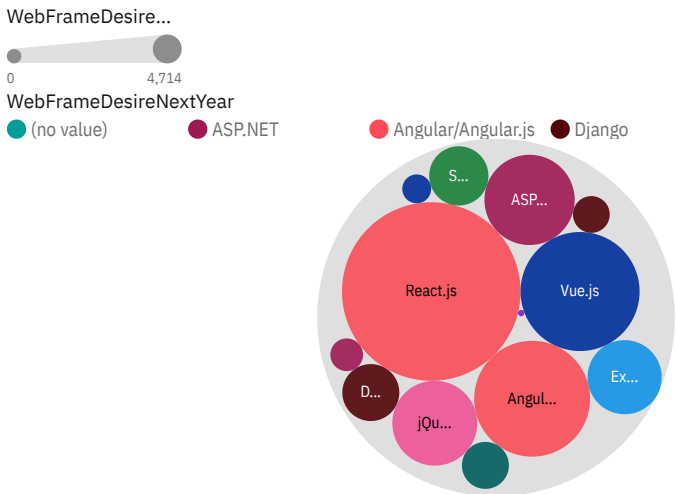 WebFrameDesire...
0 4,714
WebFrameDesireNextYear
(no value) ASP.NET Angular/Angular.js Django
S...
ASP...
React.js Vue.js
Ex...
D... Angul...
jQu...